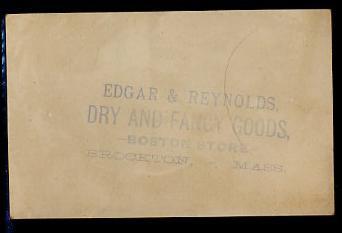 EDGAR & REYNOLDS,
DRY AND FANCY GOODS,
-BOSTON STORE-
BROCKTON, - MASS.